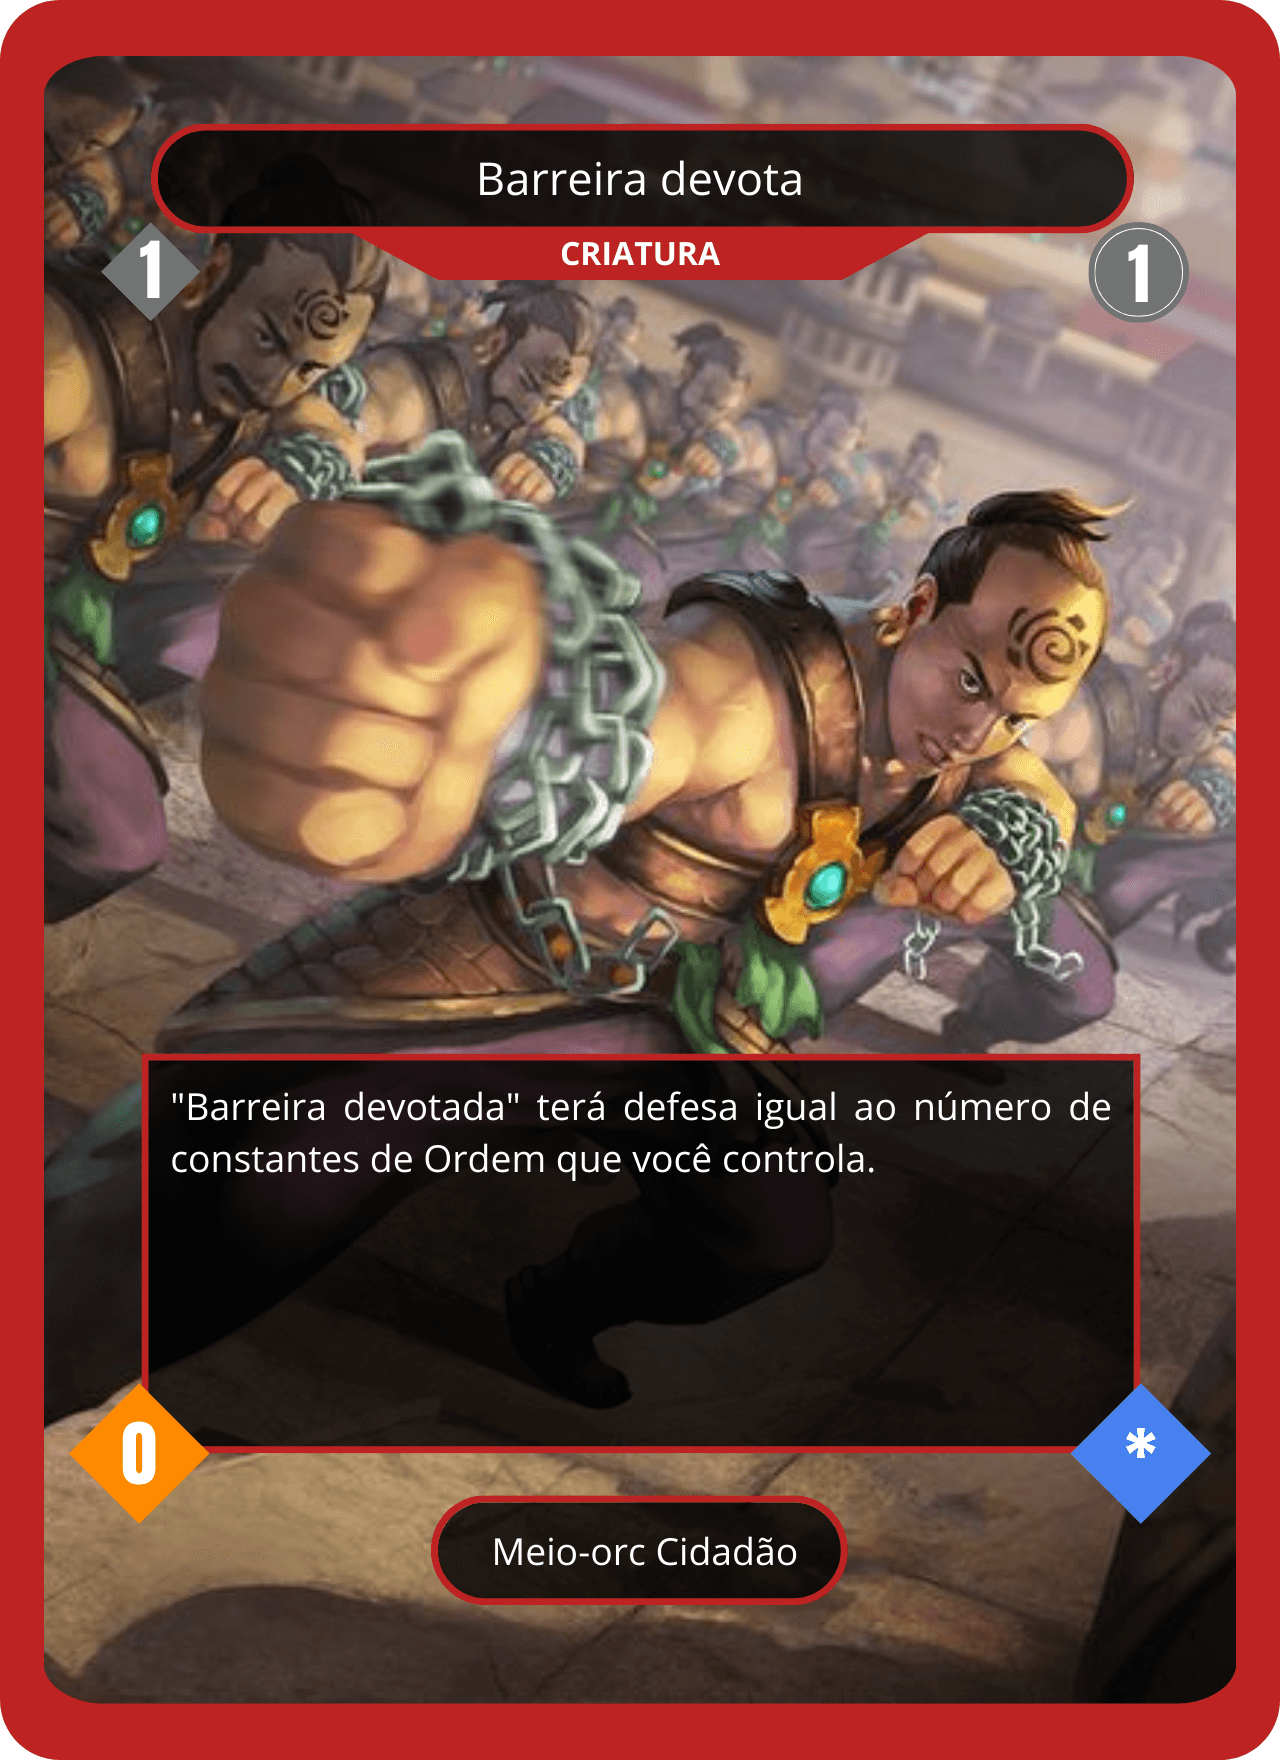 Barreira devota
CRIATURA
1
1
"Barreira devotada" terá defesa igual ao número de
constantes de Ordem que você controla.
0
*
Meio-orc Cidadão